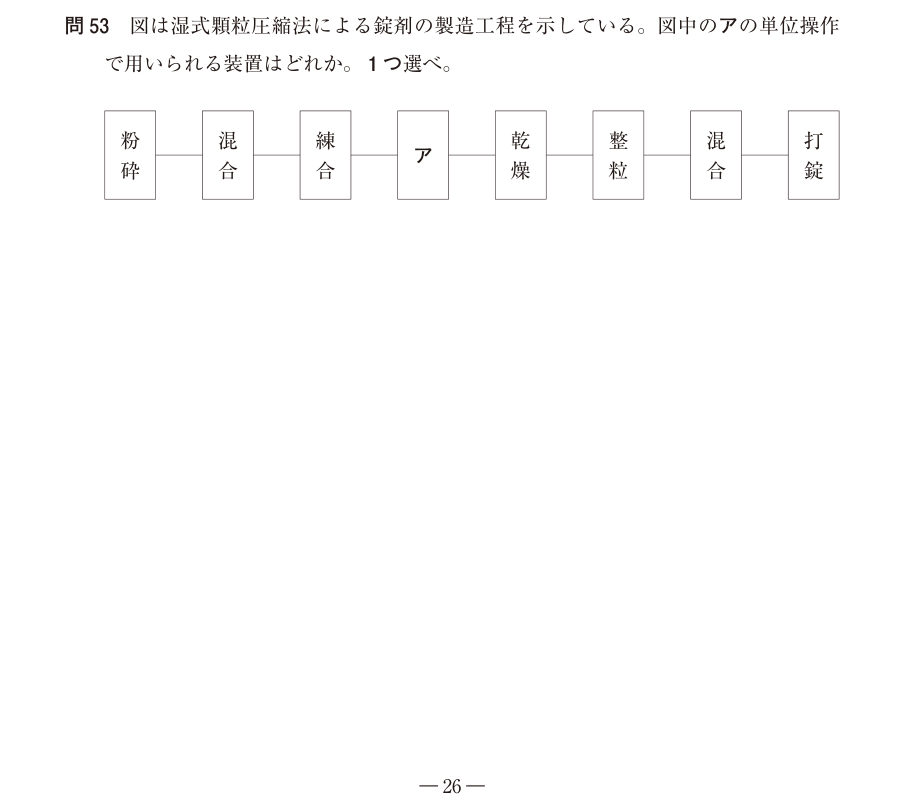 問 53 図は湿式顆粒圧縮法による錠剤の製造工程を示している。図中のアの単位操作
で用いられる装置はどれか。1つ選べ。
粉砕
混合
練合
ア
乾燥
整粒
混合
打錠
— 26 —